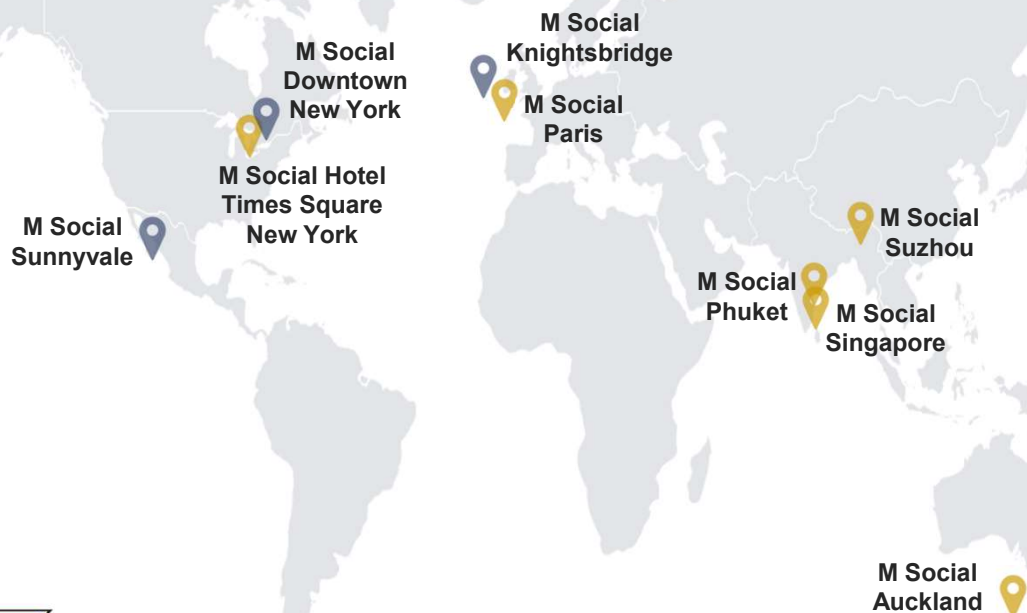 M Social
Knightsbridge
M Social
Downtown
New York
M Social
Paris
M Social Hotel
Times Square
New York
M Social
Sunnyvale
M Social
Suzhou
M Social
Phuket
M Social
Singapore
M Social
Auckland